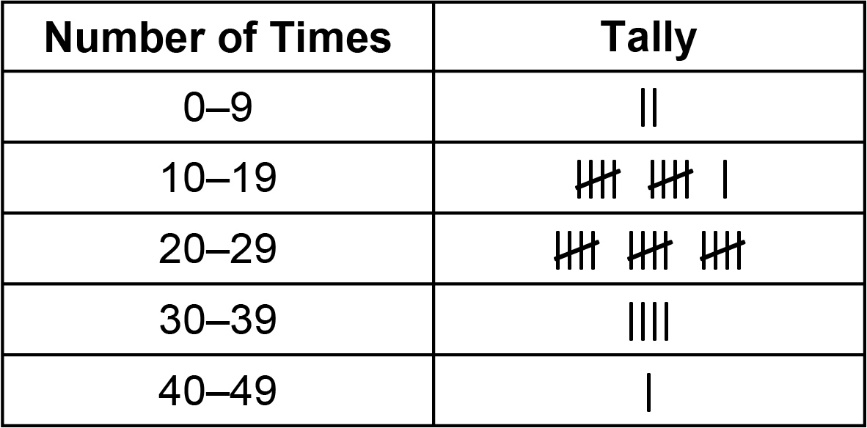 Number of Times Tally
0–9 ||
10–19 𝍸 𝍸 |
20–29 𝍸 𝍸 𝍸
30–39 ||||
40–49 |